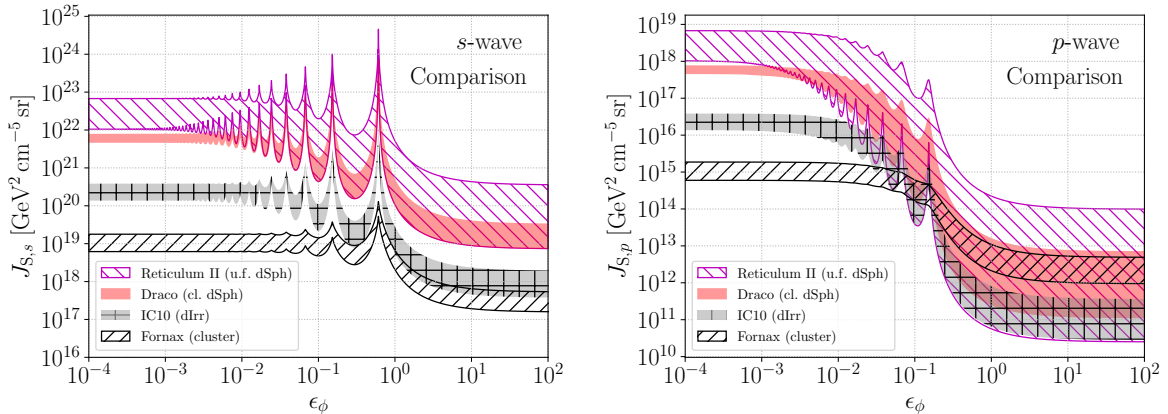 10^25
10^24
10^23
10^22
10^21
10^20
10^19
10^18
10^17
10^16
J_{S,s} [GeV^2 cm^−5 sr]
s-wave
Comparison
Reticulum II (u.f. dSph)
Draco (cl. dSph)
IC10 (dIrr)
Fornax (cluster)
10^−4 10^−3 10^−2 10^−1 10^0 10^1 10^2
ϵ_ϕ
10^19
10^18
10^17
10^16
10^15
10^14
10^13
10^12
10^11
10^10
J_{S,p} [GeV^2 cm^−5 sr]
p-wave
Comparison
Reticulum II (u.f. dSph)
Draco (cl. dSph)
IC10 (dIrr)
Fornax (cluster)
10^−4 10^−3 10^−2 10^−1 10^0 10^1 10^2
ϵ_ϕ